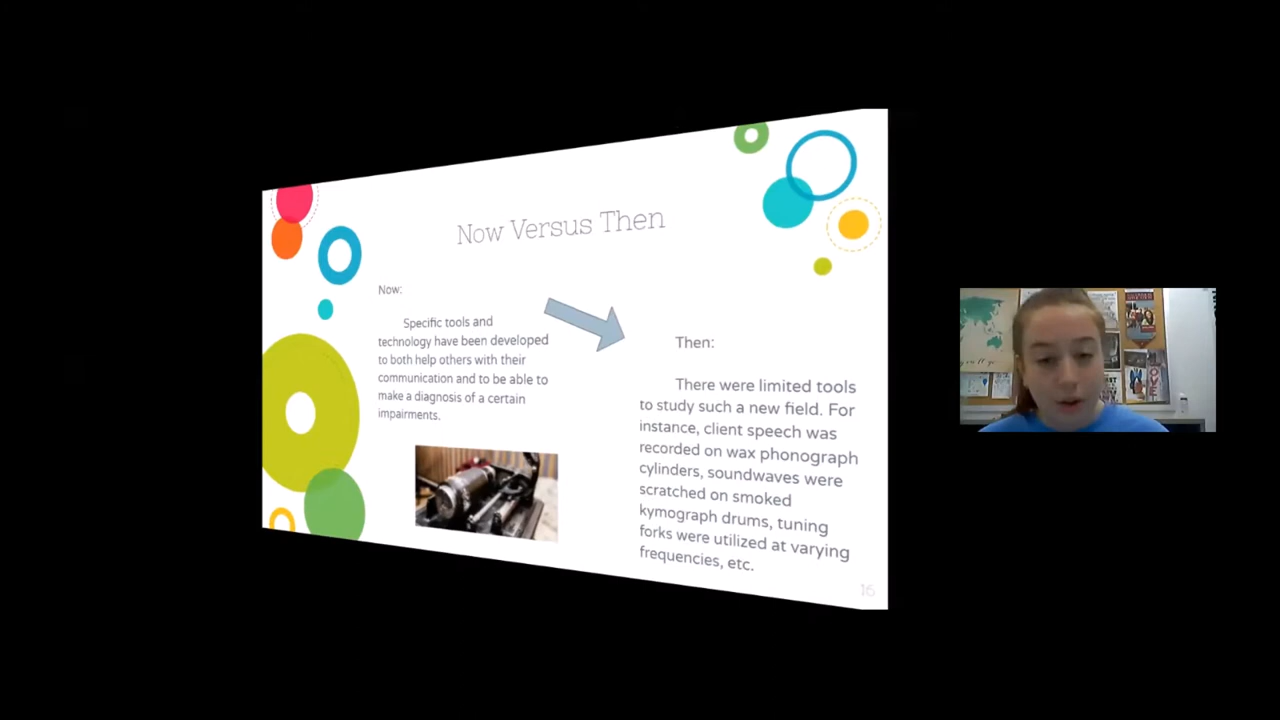 Now Versus Then
Now:
Specific tools and
technology have been developed
to both help others with their
communication and to be able to
make a diagnosis of a certain
impairments.
Then:
There were limited tools
to study such a new field. For
instance, client speech was
recorded on wax phonograph
cylinders, soundwaves were
scratched on smoked
kymograph drums, tuning
forks were utilized at varying
frequencies, etc.
16